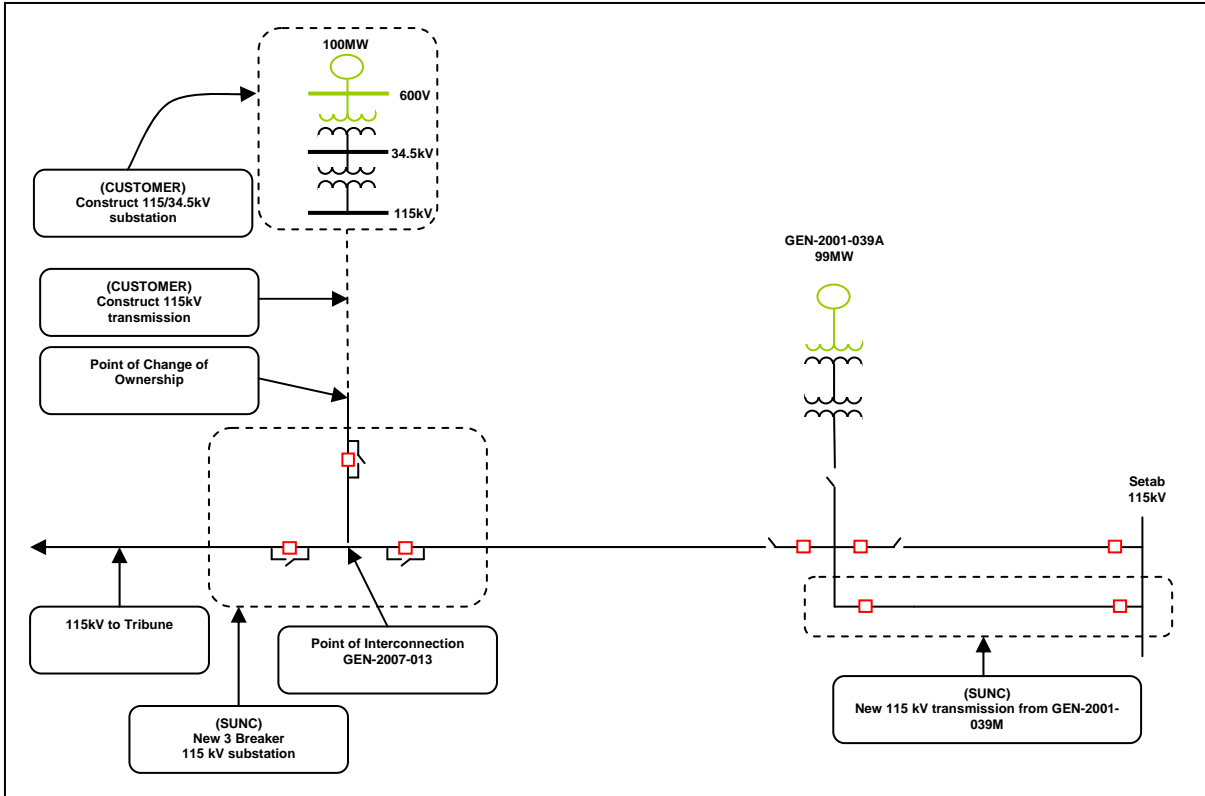 100MW
600V
34.5kV
115kV
(CUSTOMER)
Construct 115/34.5kV
substation
(CUSTOMER)
Construct 115kV
transmission
Point of Change of
Ownership
GEN-2001-039A
99MW
Setab
115kV
115kV to Tribune
Point of Interconnection
GEN-2007-013
(SUNC)
New 3 Breaker
115 kV substation
(SUNC)
New 115 kV transmission from GEN-2001-
039M